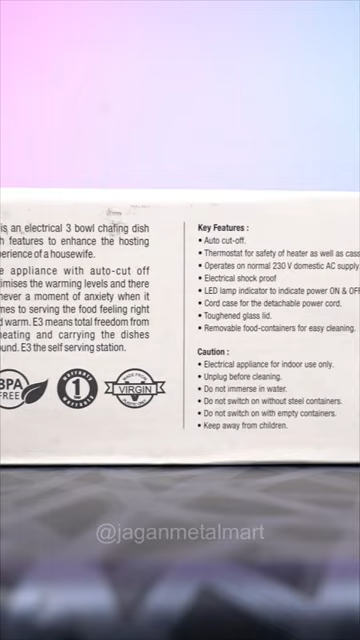 is an electrical 3 bowl chafing dish
features to enhance the hosting
erience of a housewife.
appliance with auto-cut off
timises the warming levels and there
never a moment of anxiety when it
mes to serving the food feeling right
d warm. E3 means total freedom from
heating and carrying the dishes
und. E3 the self serving station.
BPA
FREE
WARRANTY
1
WARRANTY
MADE FROM
VIRGIN
Key Features :
• Auto cut-off.
• Thermostat for safety of heater as well as cass
• Operates on normal 230 V domestic AC supply
• Electrical shock proof
• LED lamp indicator to indicate power ON & OFF
• Cord case for the detachable power cord.
• Toughened glass lid.
• Removable food-containers for easy cleaning.
Caution :
• Electrical appliance for indoor use only.
• Unplug before cleaning.
• Do not immerse in water.
• Do not switch on without steel containers.
• Do not switch on with empty containers.
• Keep away from children.
@jaganmetalmart